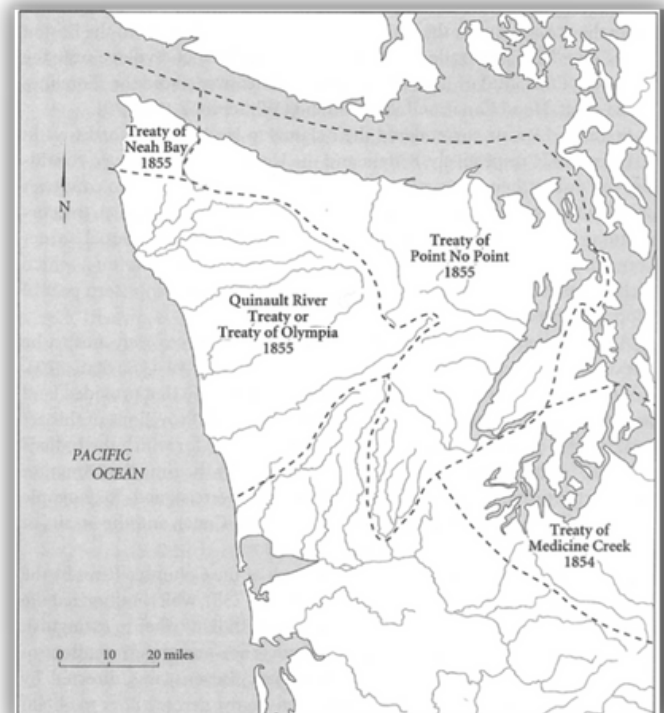 Treaty of
Neah Bay
1855
N
Treaty of
Point No Point
1855
Quinault River
Treaty or
Treaty of Olympia
1855
PACIFIC
OCEAN
Treaty of
Medicine Creek
1854
0 10 20 miles